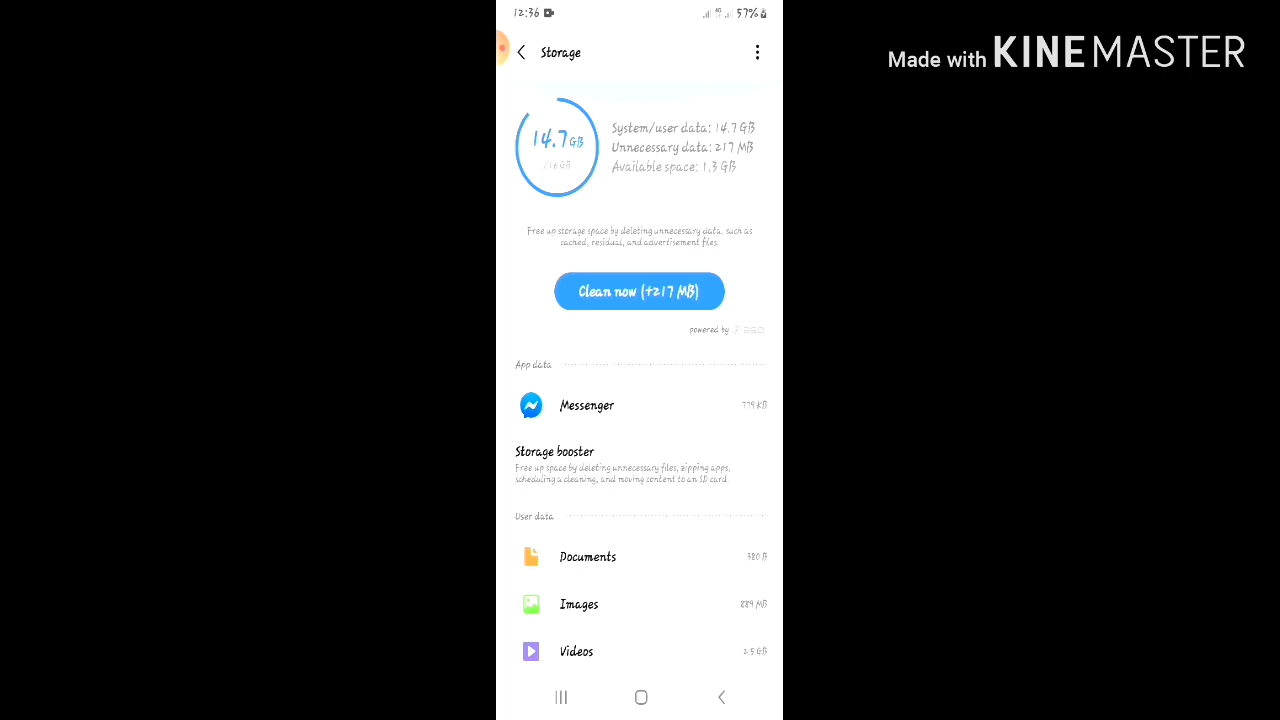 12:36
4G
57%
Made with KINEMASTER
Storage
14.7 GB
/16 GB
System/user data: 14.7 GB
Unnecessary data: 217 MB
Available space: 1.3 GB
Free up storage space by deleting unnecessary data, such as
cached, residual, and advertisement files.
Clean now (+217 MB)
powered by 360
App data
Messenger 779 KB
Storage booster
Free up space by deleting unnecessary files, zipping apps,
scheduling a cleaning, and moving content to an SD card.
User data
Documents 380 B
Images 889 MB
Videos 2.5 GB